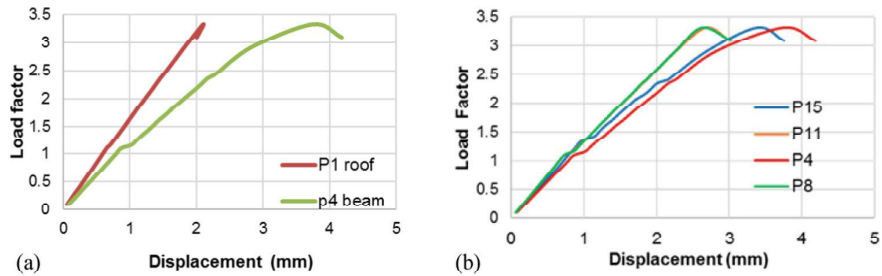 Load factor
3.5
3
2.5
2
1.5
1
0.5
0
0 1 2 3 4 5
P1 roof
p4 beam
(a) Displacement (mm)
Load Factor
3.5
3
2.5
2
1.5
1
0.5
0
0 1 2 3 4 5
P15
P11
P4
P8
(b) Displacement (mm)